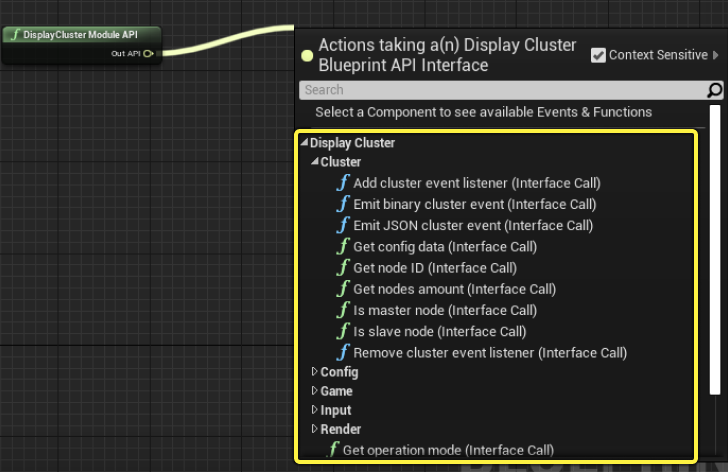 DisplayCluster Module API
Out API
Actions taking a(n) Display Cluster
Blueprint API Interface
Context Sensitive
Search
Select a Component to see available Events & Functions
Display Cluster
Cluster
Add cluster event listener (Interface Call)
Emit binary cluster event (Interface Call)
Emit JSON cluster event (Interface Call)
Get config data (Interface Call)
Get node ID (Interface Call)
Get nodes amount (Interface Call)
Is master node (Interface Call)
Is slave node (Interface Call)
Remove cluster event listener (Interface Call)
Config
Game
Input
Render
Get operation mode (Interface Call)